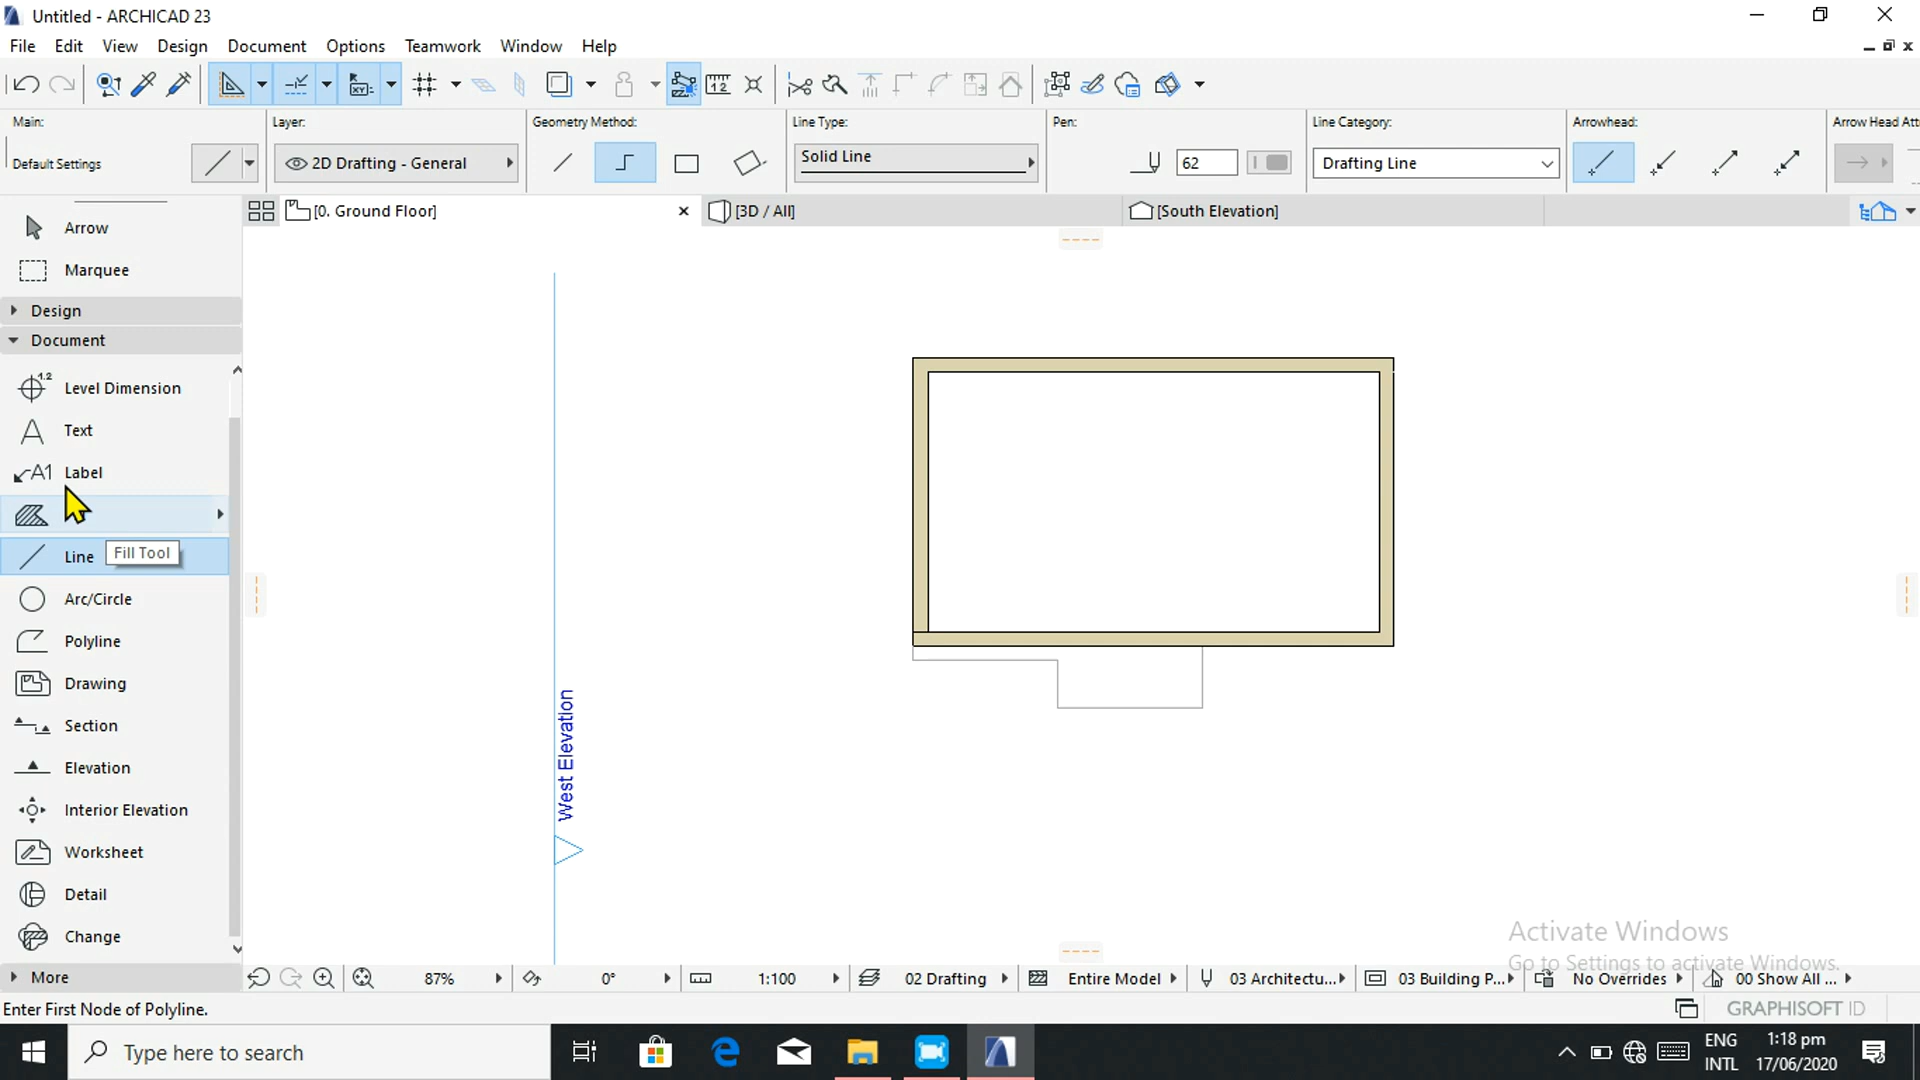 Untitled - ARCHICAD 23
File Edit View Design Document Options Teamwork Window Help
Main: Layer: Geometry Method: Line Type: Pen: Line Category: Arrowhead: Arrow Head Att
Default Settings 2D Drafting - General Solid Line 62 Drafting Line
[0. Ground Floor] [3D / All] [South Elevation]
Arrow
Marquee
Design
Document
1.2 Level Dimension
Text
A1 Label
Line
Fill Tool
Arc/Circle
Polyline
Drawing
Section
Elevation
Interior Elevation
Worksheet
Detail
Change
More
West Elevation
Activate Windows
Go to Settings to activate Windows.
87% 0° 1:100 02 Drafting Entire Model 03 Architectu... 03 Building P... No Overrides 00 Show All ...
Enter First Node of Polyline.
GRAPHISOFT ID
Type here to search
ENG 1:18 pm
INTL 17/06/2020